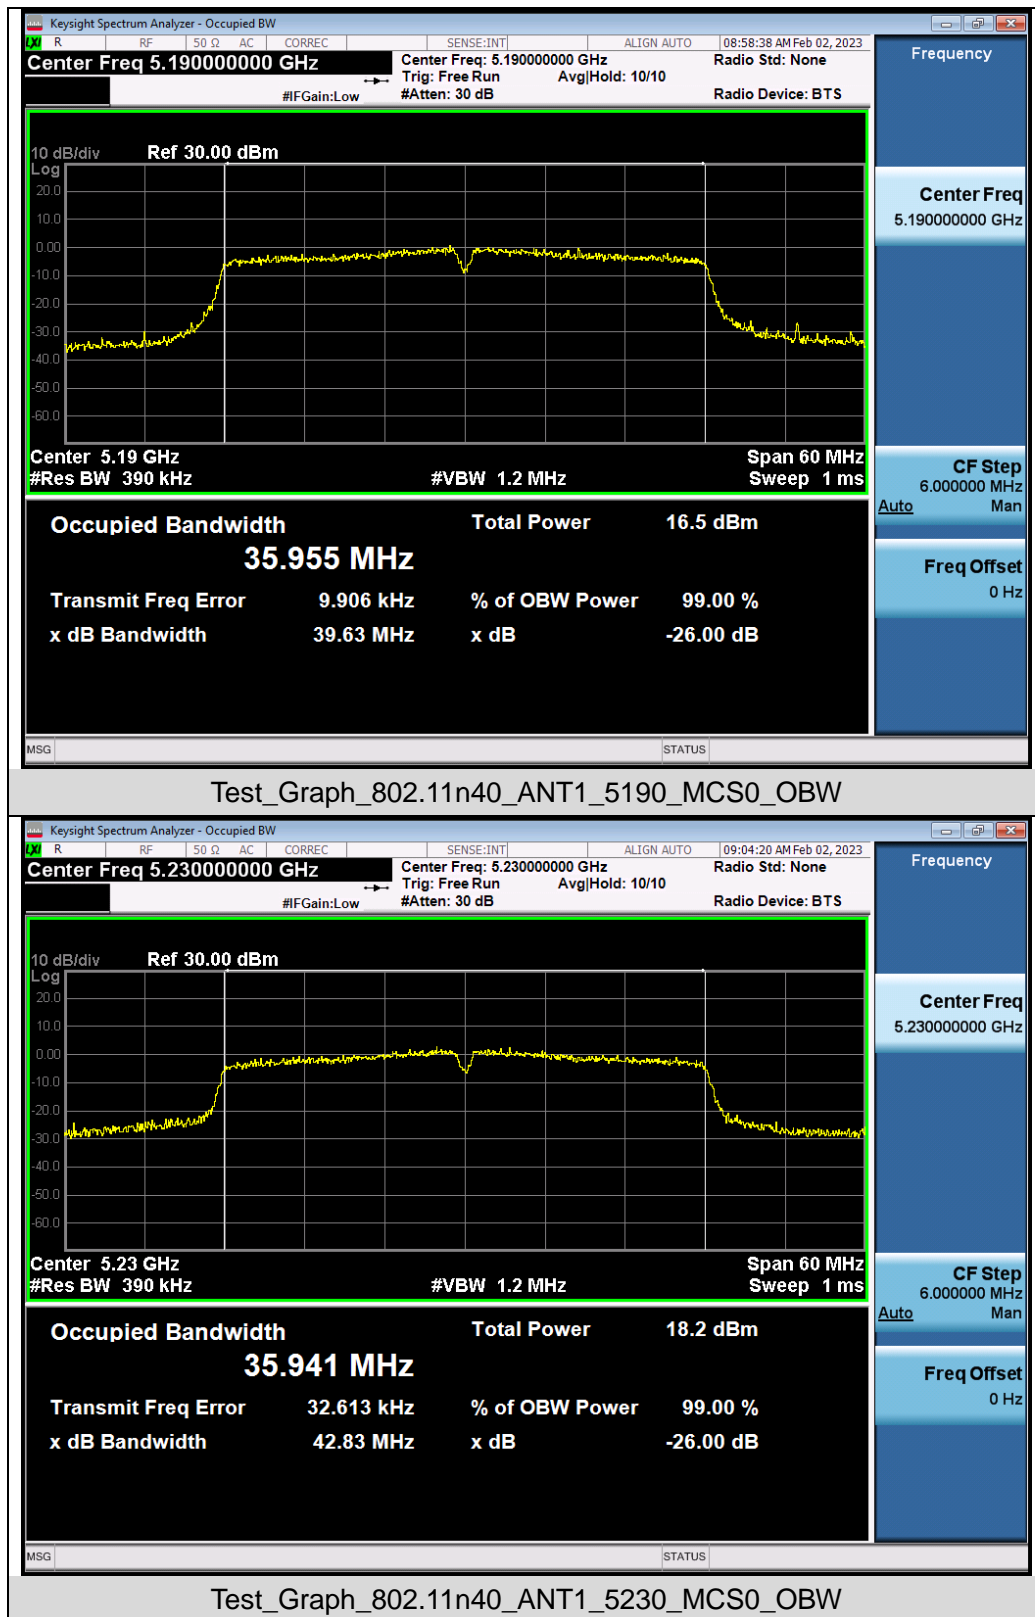 Keysight Spectrum Analyzer - Occupied BW
LXI R RF 50 Ω AC CORREC SENSE:INT ALIGN AUTO 08:58:38 AM Feb 02, 2023
Center Freq 5.190000000 GHz Center Freq: 5.190000000 GHz Radio Std: None
Trig: Free Run Avg|Hold: 10/10
#IFGain:Low #Atten: 30 dB Radio Device: BTS
Frequency
10 dB/div Ref 30.00 dBm
Log
20.0
10.0
0.00
-10.0
-20.0
-30.0
-40.0
-50.0
-60.0
Center 5.19 GHz Span 60 MHz
#Res BW 390 kHz #VBW 1.2 MHz Sweep 1 ms
Center Freq
5.190000000 GHz
CF Step
6.000000 MHz
Auto Man
Freq Offset
0 Hz
Occupied Bandwidth Total Power 16.5 dBm
35.955 MHz
Transmit Freq Error 9.906 kHz % of OBW Power 99.00 %
x dB Bandwidth 39.63 MHz x dB -26.00 dB
MSG STATUS
Test_Graph_802.11n40_ANT1_5190_MCS0_OBW
Keysight Spectrum Analyzer - Occupied BW
LXI R RF 50 Ω AC CORREC SENSE:INT ALIGN AUTO 09:04:20 AM Feb 02, 2023
Center Freq 5.230000000 GHz Center Freq: 5.230000000 GHz Radio Std: None
Trig: Free Run Avg|Hold: 10/10
#IFGain:Low #Atten: 30 dB Radio Device: BTS
Frequency
10 dB/div Ref 30.00 dBm
Log
20.0
10.0
0.00
-10.0
-20.0
-30.0
-40.0
-50.0
-60.0
Center 5.23 GHz Span 60 MHz
#Res BW 390 kHz #VBW 1.2 MHz Sweep 1 ms
Center Freq
5.230000000 GHz
CF Step
6.000000 MHz
Auto Man
Freq Offset
0 Hz
Occupied Bandwidth Total Power 18.2 dBm
35.941 MHz
Transmit Freq Error 32.613 kHz % of OBW Power 99.00 %
x dB Bandwidth 42.83 MHz x dB -26.00 dB
MSG STATUS
Test_Graph_802.11n40_ANT1_5230_MCS0_OBW